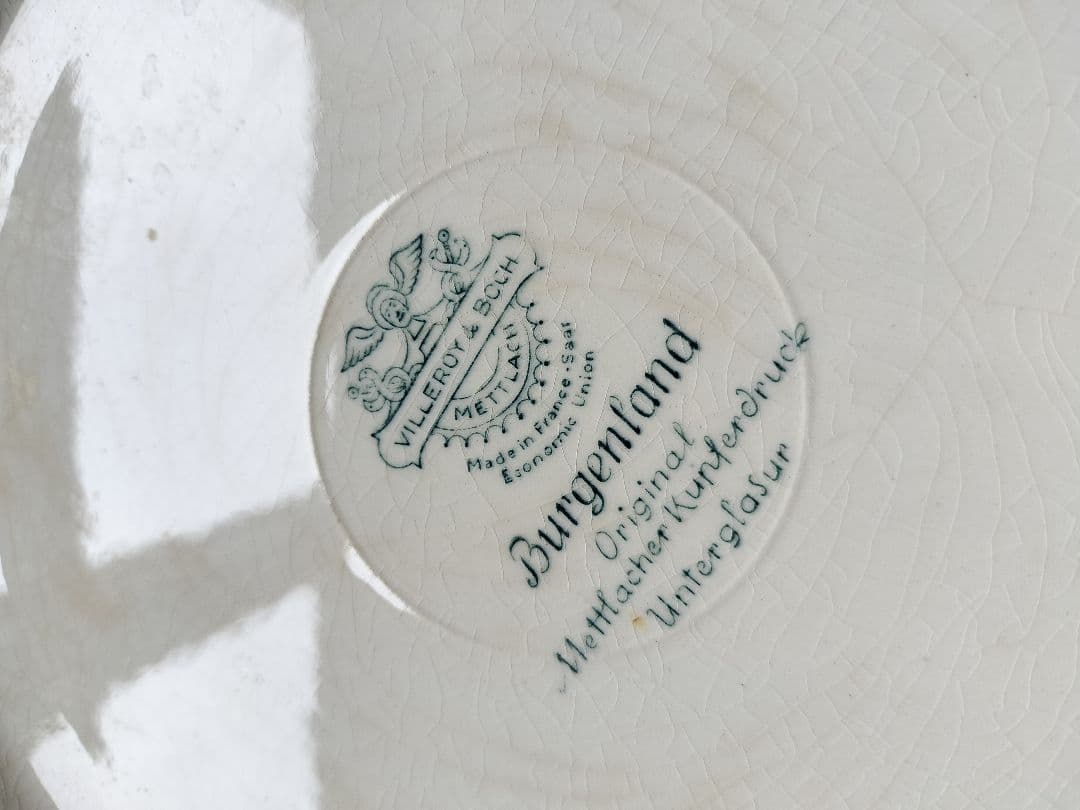 VILLEROY & BOCH
METTLACH
Made in France-Saar
Economic Union
Burgenland
Original
Mettlacher Kupferdruck
Unterglasur